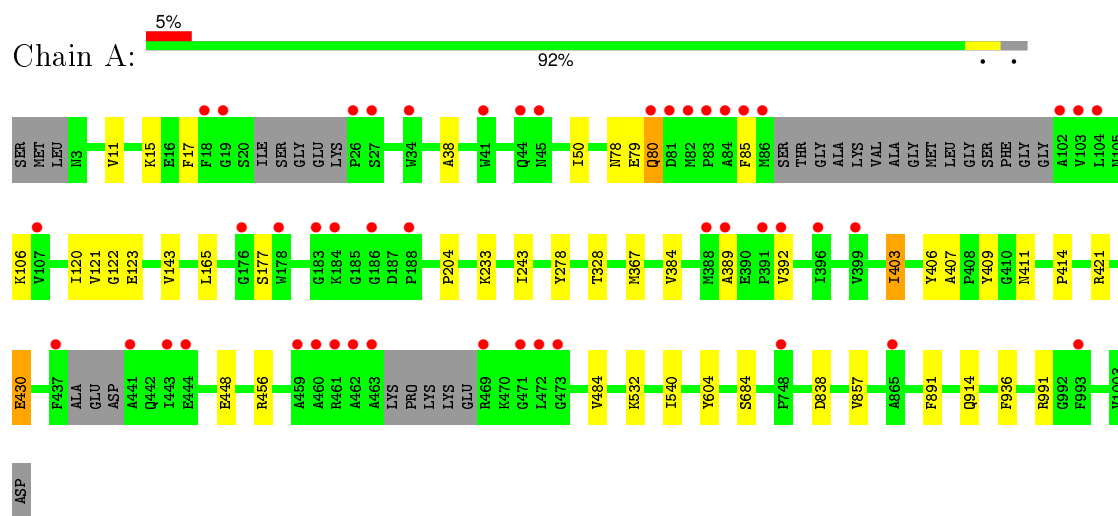 5%
Chain A:
92%
SER MET LEU N3 V11 K15 E16 F17 F18 G19 S20 ILE SER GLY GLU LYS P26 S27 W34 A38 W41 Q44 N45 I50 N78 E79 Q80 D81 M82 P83 A84 F85 M86 SER THR GLY ALA LYS VAL ALA GLY MET LEU GLY SER PHE GLY GLY A102 V103 L104 N105
K106 V107 I120 V121 G122 E123 V143 L165 G176 S177 W178 G183 K184 G185 G186 D187 P188 P204 K233 I243 Y278 T328 M367 V384 M388 A389 E390 P391 V392 I396 V399 I403 Y406 A407 P408 Y409 G410 N411 P414 R421
E430 F437 ALA GLU ASP A441 Q442 I443 E444 E448 R456 A459 A460 R461 A462 A463 LYS PRO LYS LYS GLU R469 K470 G471 L472 G473 V484 K532 I540 Y604 S684 P748 D838 V857 A865 F891 Q914 F936 R991 G992 F993
ASP